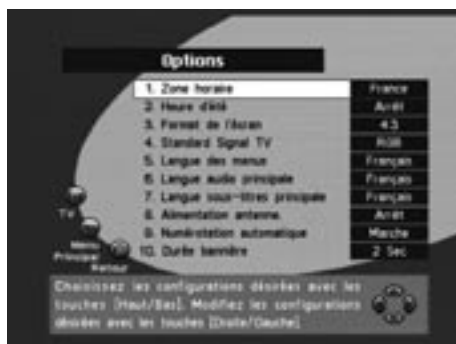 Options
1. Zone horaire France
2. Heure d'été Arrêt
3. Format de l'écran 4:3
4. Standard Signal TV RGB
5. Langue des menus Français
6. Langue audio principale Français
7. Langue sous-titres principale Français
8. Alimentation antenne. Arrêt
9. Numérotation automatique Marche
10. Durée bannière 2 Sec
TV
Menu
Principal
Retour
Choisissez les configurations désirées avec les
touches [Haut/Bas]. Modifiez les configurations
désirées avec les touches [Droite/Gauche]